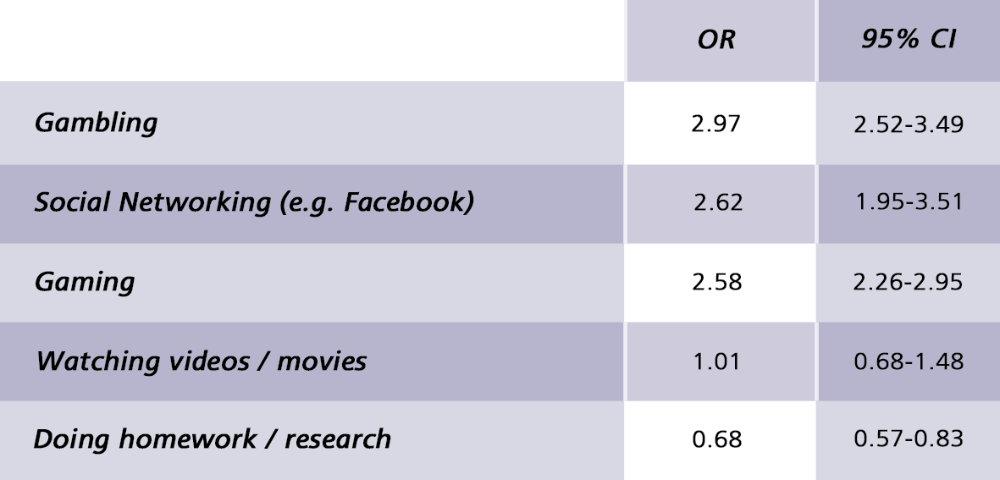 OR 95% CI
Gambling 2.97 2.52-3.49
Social Networking (e.g. Facebook) 2.62 1.95-3.51
Gaming 2.58 2.26-2.95
Watching videos / movies 1.01 0.68-1.48
Doing homework / research 0.68 0.57-0.83